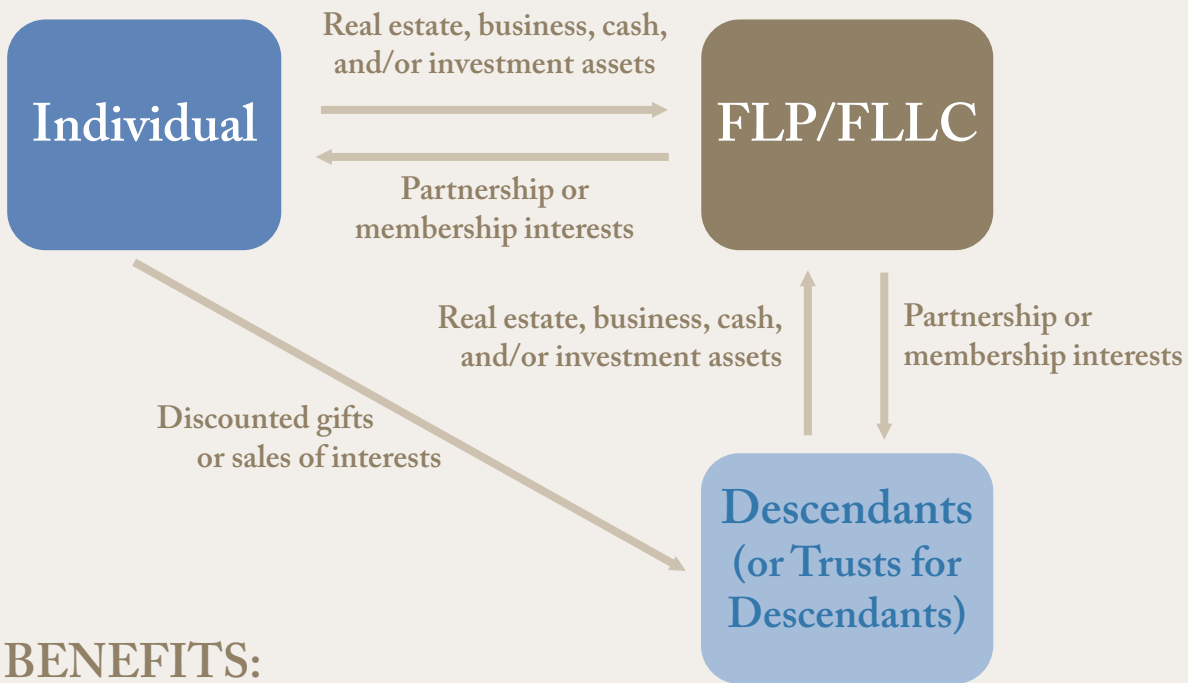 Individual
Real estate, business, cash,
and/or investment assets
FLP/FLLC
Partnership or
membership interests
Real estate, business, cash,
and/or investment assets
Partnership or
membership interests
Discounted gifts
or sales of interests
Descendants
(or Trusts for
Descendants)
BENEFITS: